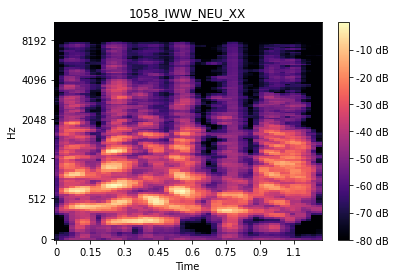 1058_IWW_NEU_XX
8192
4096
2048
1024
512
0
Hz
0 0.15 0.3 0.45 0.6 0.75 0.9 1.1
Time
-10 dB
-20 dB
-30 dB
-40 dB
-50 dB
-60 dB
-70 dB
-80 dB